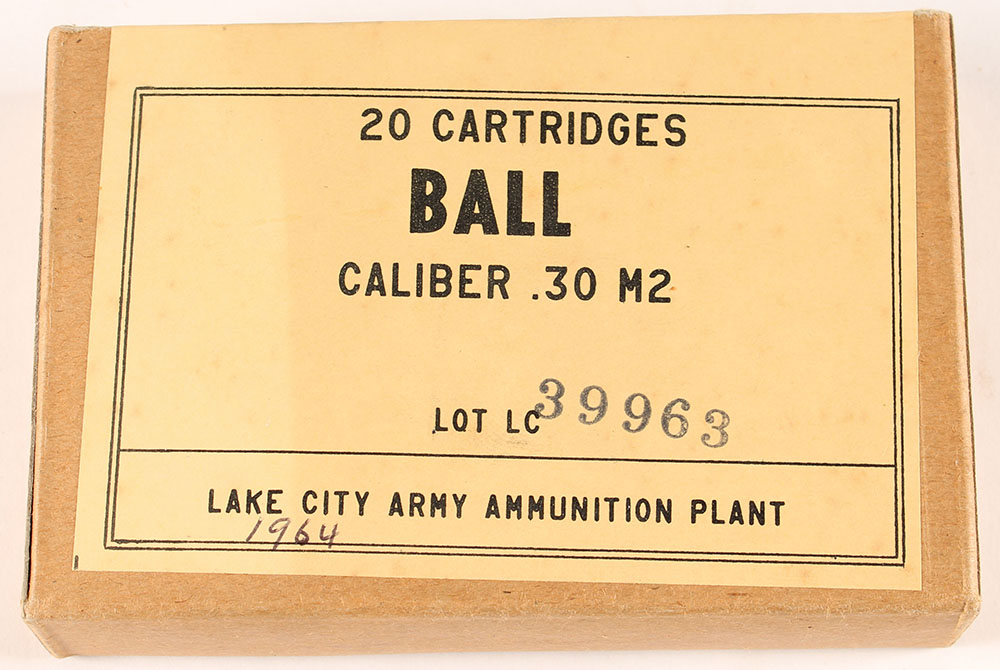 20 CARTRIDGES
BALL
CALIBER .30 M2
LOT LC 39963
LAKE CITY ARMY AMMUNITION PLANT
1964